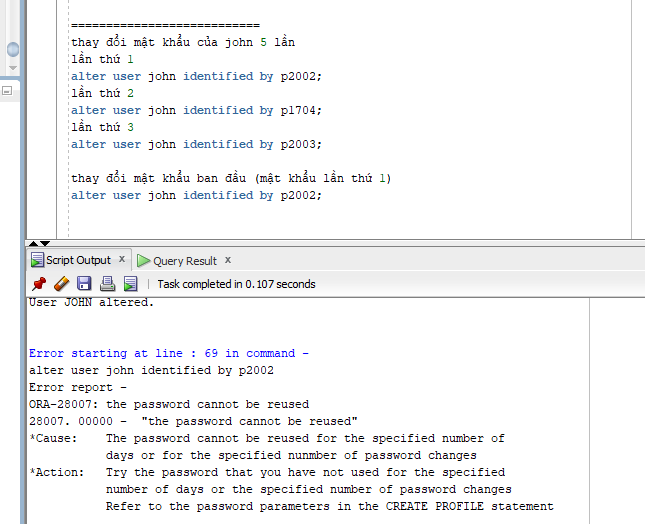 ===========================
thay đổi mật khẩu của john 5 lần
lần thứ 1
alter user john identified by p2002;
lần thứ 2
alter user john identified by p1704;
lần thứ 3
alter user john identified by p2003;
thay đổi mật khẩu ban đầu (mật khẩu lần thứ 1)
alter user john identified by p2002;
Script Output x Query Result x
Task completed in 0.107 seconds
User JOHN altered.
Error starting at line : 69 in command -
alter user john identified by p2002
Error report -
ORA-28007: the password cannot be reused
28007. 00000 -  "the password cannot be reused"
*Cause:    The password cannot be reused for the specified number of
days or for the specified nunmber of password changes
*Action:   Try the password that you have not used for the specified
number of days or the specified number of password changes
Refer to the password parameters in the CREATE PROFILE statement